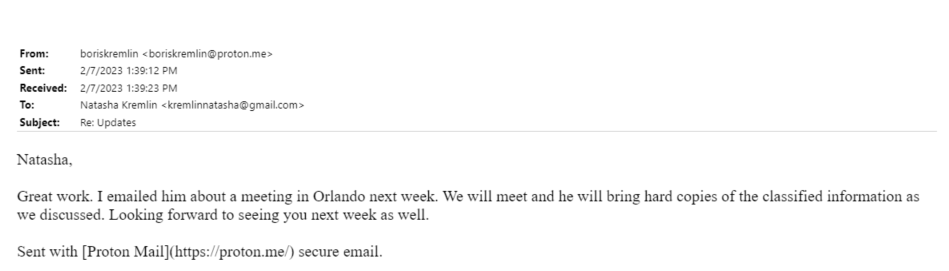 From: boriskremlin <boriskremlin@proton.me>
Sent: 2/7/2023 1:39:12 PM
Received: 2/7/2023 1:39:23 PM
To: Natasha Kremlin <kremlinnatasha@gmail.com>
Subject: Re: Updates
Natasha,
Great work. I emailed him about a meeting in Orlando next week. We will meet and he will bring hard copies of the classified information as
we discussed. Looking forward to seeing you next week as well.
Sent with [Proton Mail](https://proton.me/) secure email.